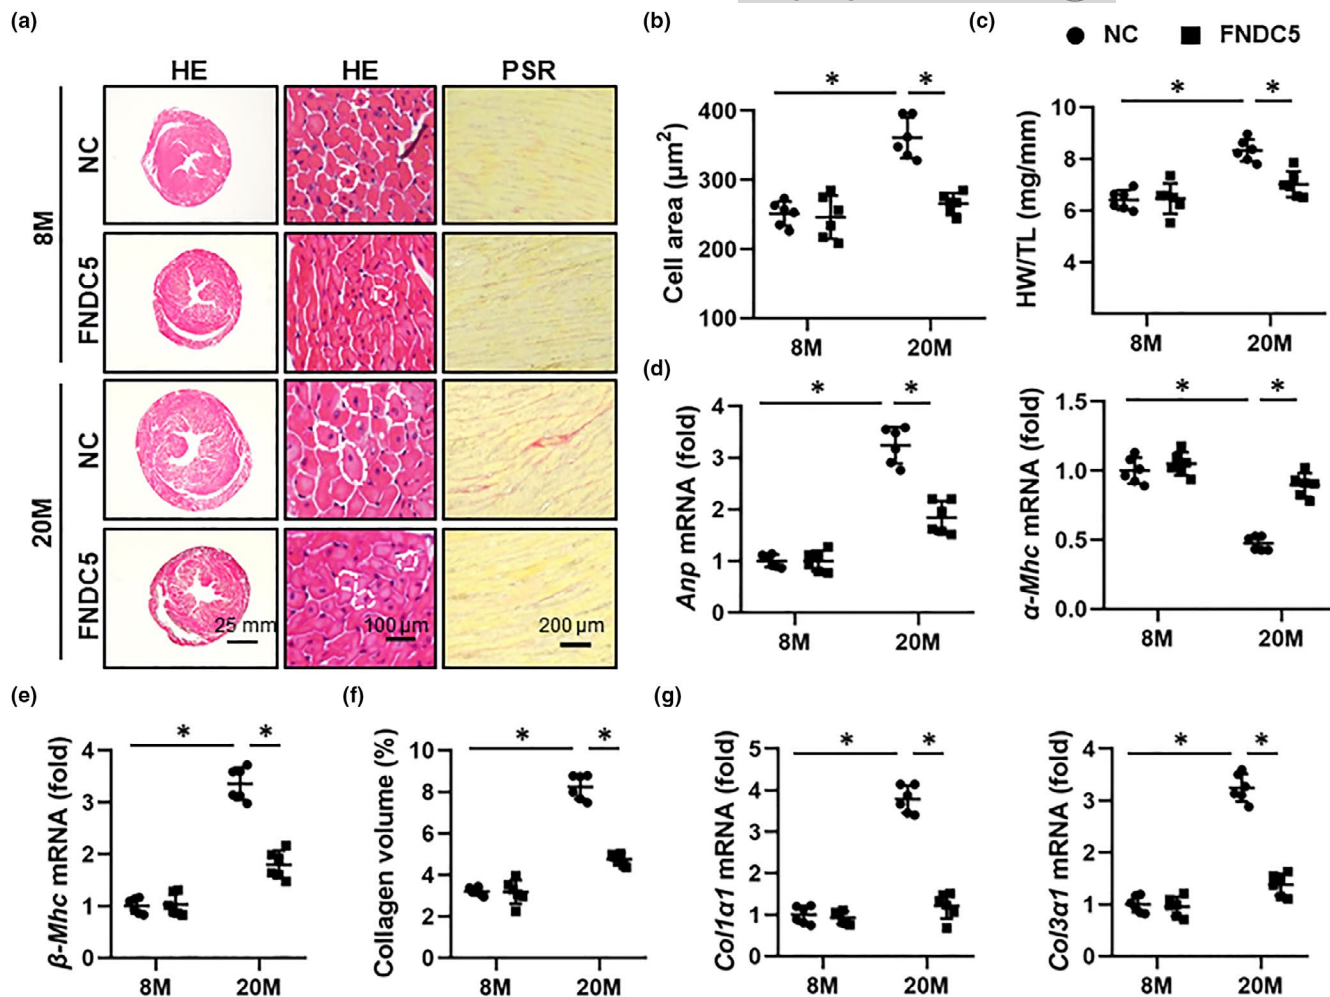 (a)
HE
HE
PSR
8M
NC
FNDC5
20M
NC
FNDC5
25 mm
100 µm
200 µm
(b)
Cell area (µm²)
400
300
200
100
*
*
8M
20M
(c)
NC
FNDC5
HW/TL (mg/mm)
10
8
6
4
*
*
8M
20M
(d)
Anp mRNA (fold)
4
3
2
1
0
*
*
8M
20M
α-Mhc mRNA (fold)
1.5
1.0
0.5
0.0
*
*
8M
20M
(e)
β-Mhc mRNA (fold)
4
3
2
1
0
*
*
8M
20M
(f)
Collagen volume (%)
10
8
6
4
2
0
*
*
8M
20M
(g)
Col1α1 mRNA (fold)
5
4
3
2
1
0
*
*
8M
20M
Col3α1 mRNA (fold)
4
3
2
1
0
*
*
8M
20M